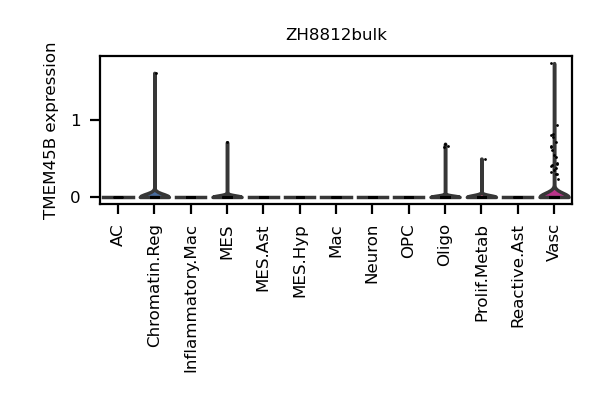 ZH8812bulk
TMEM45B expression
1
0
AC
Chromatin.Reg
Inflammatory.Mac
MES
MES.Ast
MES.Hyp
Mac
Neuron
OPC
Oligo
Prolif.Metab
Reactive.Ast
Vasc